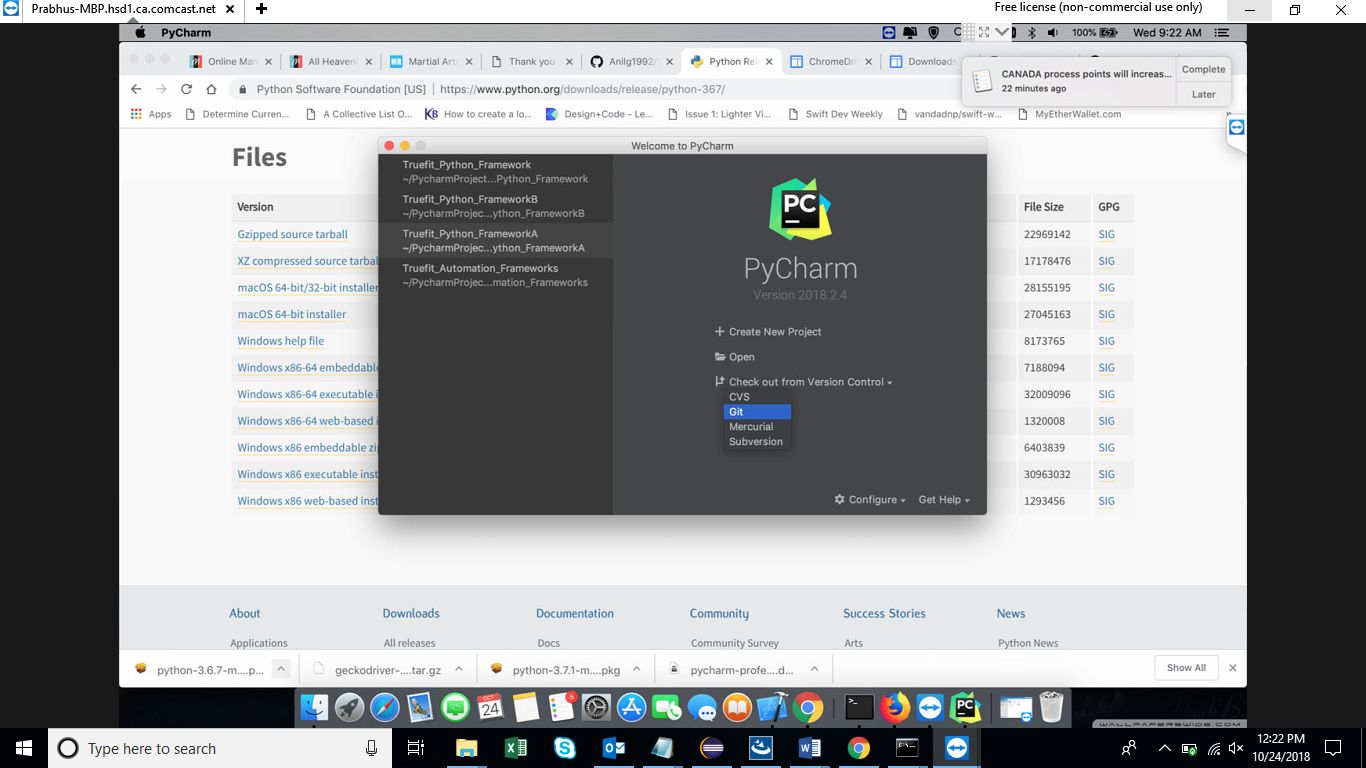 Prabhus-MBP.hsd1.ca.comcast.net
Free license (non-commercial use only)
PyCharm
100%
Wed 9:22 AM
Online Man
All Heaven
Martial Arts
Thank you
Anilg1992/
Python Rel
ChromeDri
Downloads
CANADA process points will increas...
22 minutes ago
Complete
Later
Python Software Foundation [US]
https://www.python.org/downloads/release/python-367/
Apps
Determine Curren...
A Collective List O...
KB
How to create a lo...
Design+Code - Le...
Issue 1: Lighter Vi...
Swift Dev Weekly
vandadnp/swift-w...
MyEtherWallet.com
Files
Version
File Size
GPG
Gzipped source tarball
22969142
SIG
XZ compressed source tarbal
17178476
SIG
macOS 64-bit/32-bit installer
28155195
SIG
macOS 64-bit installer
27045163
SIG
Windows help file
8173765
SIG
Windows x86-64 embeddable
7188094
SIG
Windows x86-64 executable i
32009096
SIG
Windows x86-64 web-based i
1320008
SIG
Windows x86 embeddable zip
6403839
SIG
Windows x86 executable inst
30963032
SIG
Windows x86 web-based inst
1293456
SIG
Welcome to PyCharm
Truefit_Python_Framework
~/PycharmProject...Python_Framework
Truefit_Python_FrameworkB
~/PycharmProjec...ython_FrameworkB
Truefit_Python_FrameworkA
~/PycharmProjec...ython_FrameworkA
Truefit_Automation_Frameworks
~/PycharmProjec...mation_Frameworks
PC
PyCharm
Version 2018.2.4
Create New Project
Open
Check out from Version Control
CVS
Git
Mercurial
Subversion
Configure
Get Help
About
Downloads
Documentation
Community
Success Stories
News
Applications
All releases
Docs
Community Survey
Arts
Python News
python-3.6.7-m....p...
geckodriver-....tar.gz
python-3.7.1-m....pkg
pycharm-profe....d...
Show All
OCT
24
5
PC
WALLPAPERSWIDE.COM
Type here to search
12:22 PM
10/24/2018